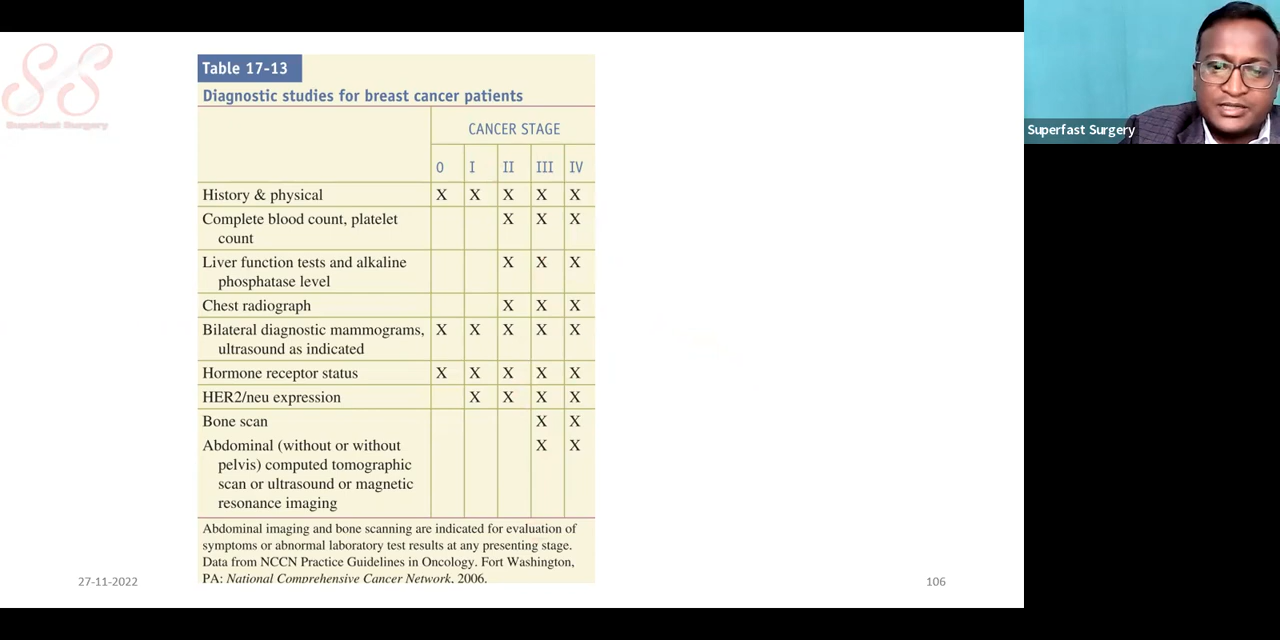 SS
Superfast Surgery
Table 17-13
Diagnostic studies for breast cancer patients
CANCER STAGE
0 I II III IV
History & physical X X X X X
Complete blood count, platelet X X X
count
Liver function tests and alkaline X X X
phosphatase level
Chest radiograph X X X
Bilateral diagnostic mammograms, X X X X X
ultrasound as indicated
Hormone receptor status X X X X X
HER2/neu expression X X X X
Bone scan X X
Abdominal (without or without X X
pelvis) computed tomographic
scan or ultrasound or magnetic
resonance imaging
Abdominal imaging and bone scanning are indicated for evaluation of
symptoms or abnormal laboratory test results at any presenting stage.
Data from NCCN Practice Guidelines in Oncology. Fort Washington,
PA: National Comprehensive Cancer Network, 2006.
27-11-2022
106
Superfast Surgery